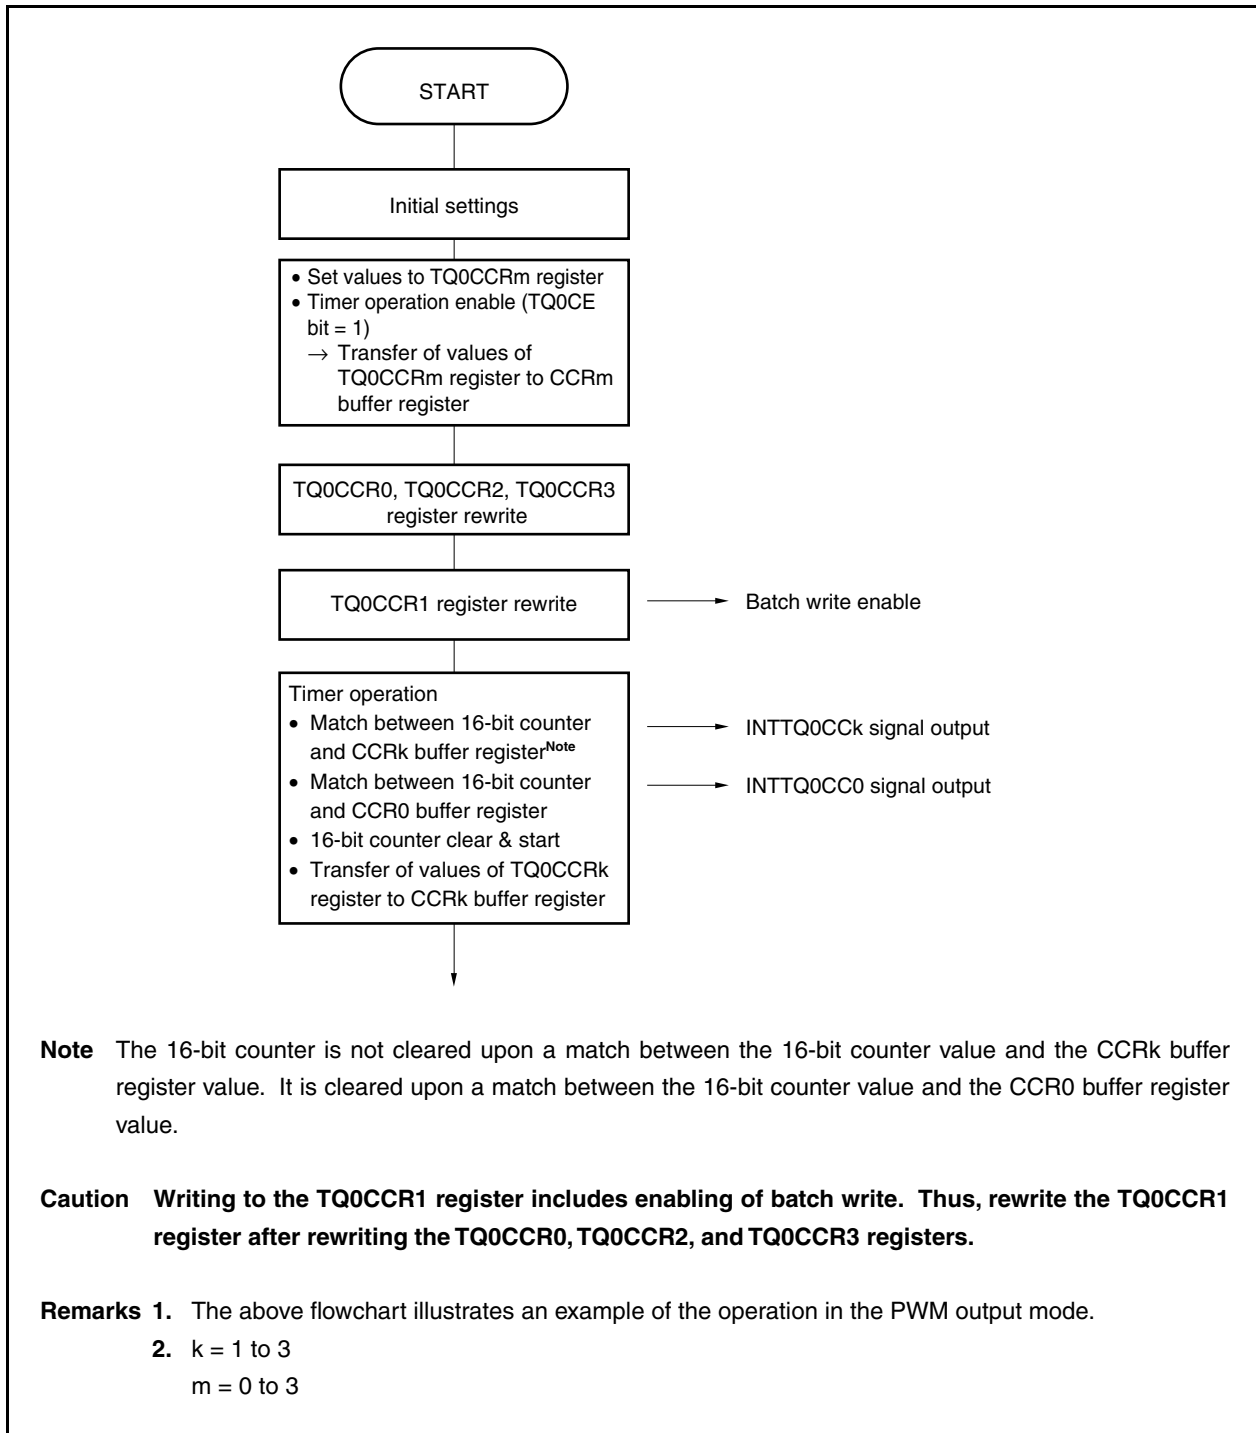 START
Initial settings
• Set values to TQ0CCRm register
• Timer operation enable (TQ0CE
bit = 1)
→ Transfer of values of
TQ0CCRm register to CCRm
buffer register
TQ0CCR0, TQ0CCR2, TQ0CCR3
register rewrite
TQ0CCR1 register rewrite
Batch write enable
Timer operation
• Match between 16-bit counter
and CCRk buffer registerNote
INTTQ0CCk signal output
• Match between 16-bit counter
and CCR0 buffer register
INTTQ0CC0 signal output
• 16-bit counter clear & start
• Transfer of values of TQ0CCRk
register to CCRk buffer register
Note The 16-bit counter is not cleared upon a match between the 16-bit counter value and the CCRk buffer
register value. It is cleared upon a match between the 16-bit counter value and the CCR0 buffer register
value.
Caution Writing to the TQ0CCR1 register includes enabling of batch write. Thus, rewrite the TQ0CCR1
register after rewriting the TQ0CCR0, TQ0CCR2, and TQ0CCR3 registers.
Remarks 1. The above flowchart illustrates an example of the operation in the PWM output mode.
2. k = 1 to 3
m = 0 to 3